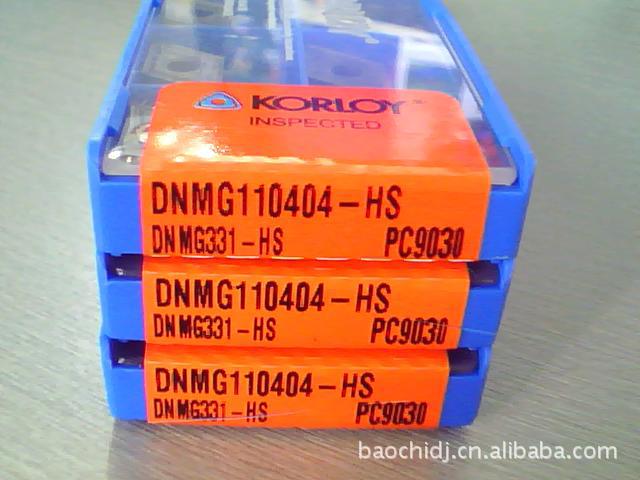 KORLOY
INSPECTED
DNMG110404-HS
DNMG331-HS PC9030
DNMG110404-HS
DNMG331-HS PC9030
DNMG110404-HS
DNMG331-HS PC9030
baochidj.cn.alibaba.com